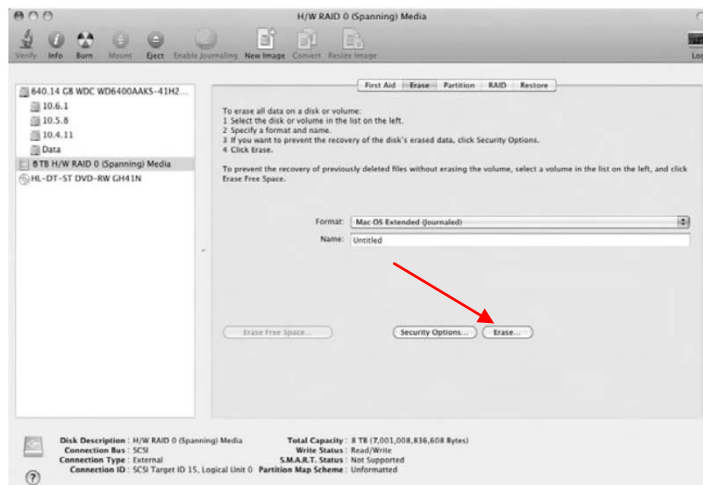 H/W RAID 0 (Spanning) Media
Verify Info Burn Mount Eject Enable Journaling New Image Convert Resize Image Log
First Aid Erase Partition RAID Restore
640.14 GB WDC WD6400AAKS-41H2...
10.6.1
10.5.8
10.4.11
Data
8 TB H/W RAID 0 (Spanning) Media
HL-DT-ST DVD-RW GH41N
To erase all data on a disk or volume:
1 Select the disk or volume in the list on the left.
2 Specify a format and name.
3 If you want to prevent the recovery of the disk's erased data, click Security Options.
4 Click Erase.
To prevent the recovery of previously deleted files without erasing the volume, select a volume in the list on the left, and click
Erase Free Space.
Format: Mac OS Extended (Journaled)
Name: Untitled
Erase Free Space... Security Options... Erase...
Disk Description : H/W RAID 0 (Spanning) Media Total Capacity : 8 TB (7,001,008,836,608 Bytes)
Connection Bus : SCSI Write Status : Read/Write
Connection Type : External S.M.A.R.T. Status : Not Supported
Connection ID : SCSI Target ID 15, Logical Unit 0 Partition Map Scheme : Unformatted
?